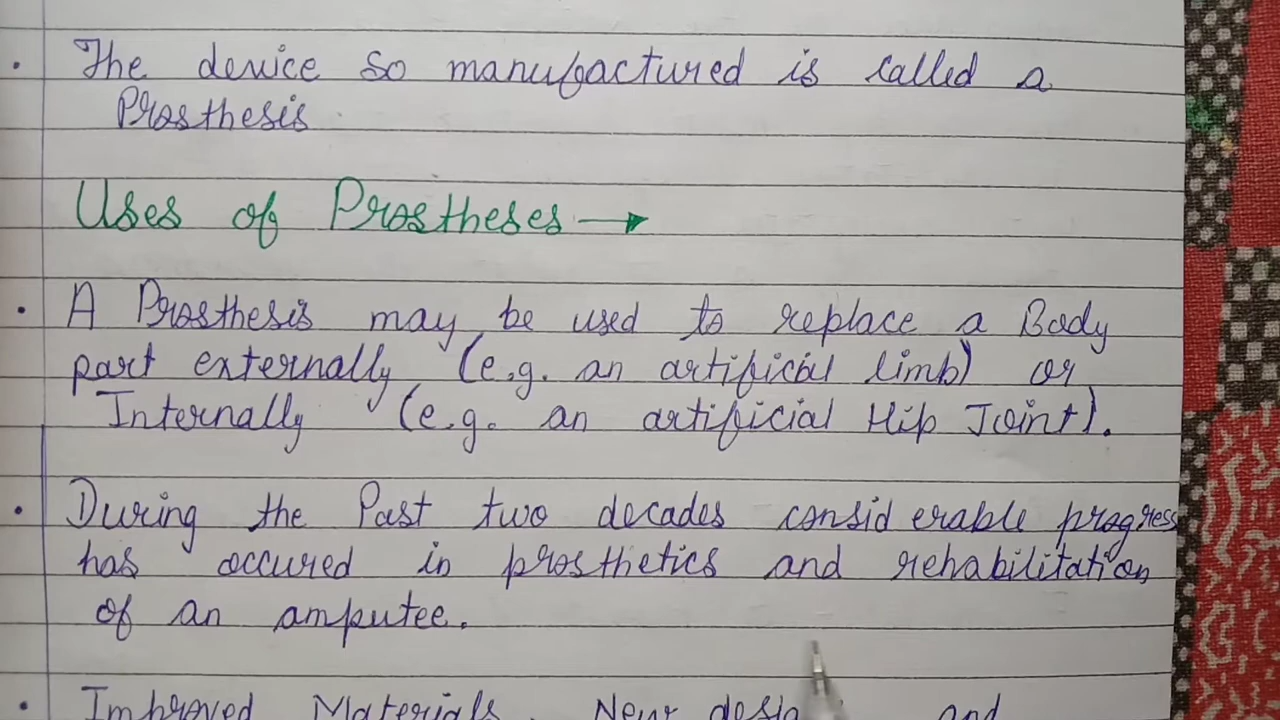 • The device so manufactured is called a
Prosthesis
Uses of Prostheses →
• A Prosthesis may be used to replace a Body
part externally (e.g. an artificial limb) or
Internally (e.g. an artificial Hip Joint).
• During the Past two decades considerable progress
has occured in prosthetics and rehabilitation
of an amputee.
• Improved Materials, New and